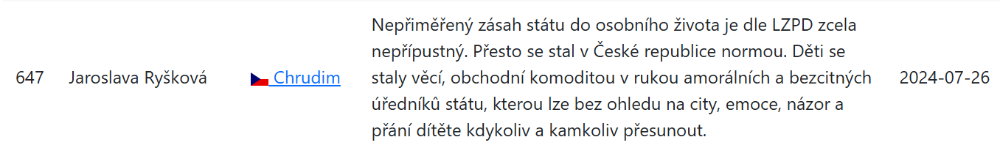 Nepřiměřený zásah státu do osobního života je dle LZPD zcela
nepřípustný. Přesto se stal v České republice normou. Děti se
647 Jaroslava Ryšková Chrudim staly věcí, obchodní komoditou v rukou amorálních a bezcitných 2024-07-26
úředníků státu, kterou lze bez ohledu na city, emoce, názor a
přání dítěte kdykoliv a kamkoliv přesunout.